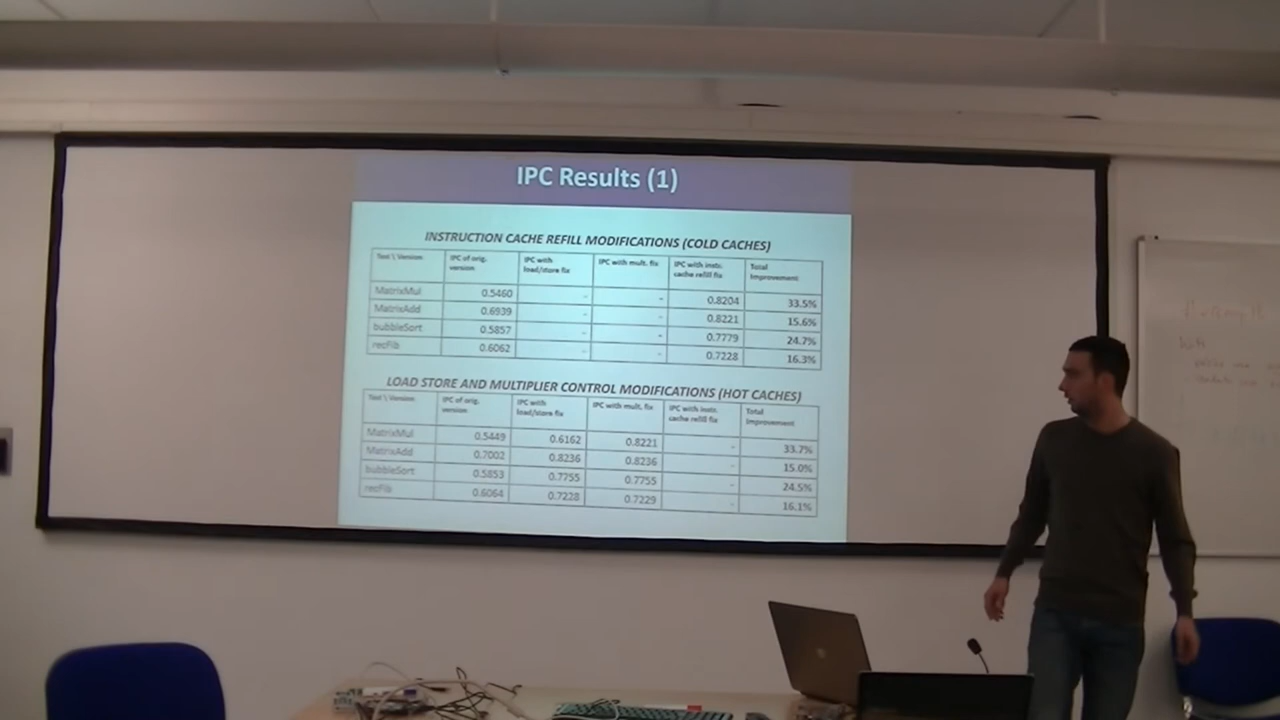 IPC Results (1)
INSTRUCTION CACHE REFILL MODIFICATIONS (COLD CACHES)
Test \ Version IPC of orig. version IPC with load/store fix IPC with mult. fix IPC with instr. cache refill fix Total Improvement
MatrixMul 0.5460 - - 0.8204 33.5%
MatrixAdd 0.6939 - - 0.8221 15.6%
bubbleSort 0.5857 - - 0.7779 24.7%
recFib 0.6062 - - 0.7228 16.3%
LOAD STORE AND MULTIPLIER CONTROL MODIFICATIONS (HOT CACHES)
Test \ Version IPC of orig. version IPC with load/store fix IPC with mult. fix IPC with instr. cache refill fix Total Improvement
MatrixMul 0.5449 0.6162 0.8221 - 33.7%
MatrixAdd 0.7002 0.8236 0.8236 - 15.0%
bubbleSort 0.5853 0.7755 0.7755 - 24.5%
recFib 0.6064 0.7228 0.7229 - 16.1%